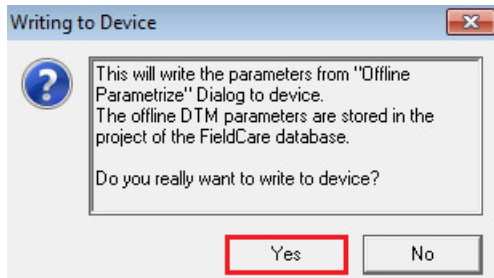 Writing to Device
This will write the parameters from "Offline
Parametrize" Dialog to device.
The offline DTM parameters are stored in the
project of the FieldCare database.
Do you really want to write to device?
Yes No